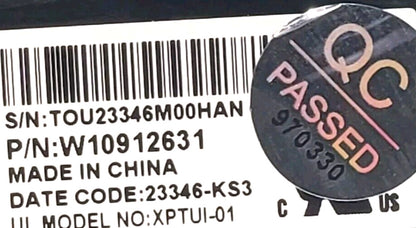 S/N:TOU23346M00HAN
P/N:W10912631
MADE IN CHINA
DATE CODE:23346-KS3
UL MODEL NO:XPTUI-01
QC
PASSED
970330
C US